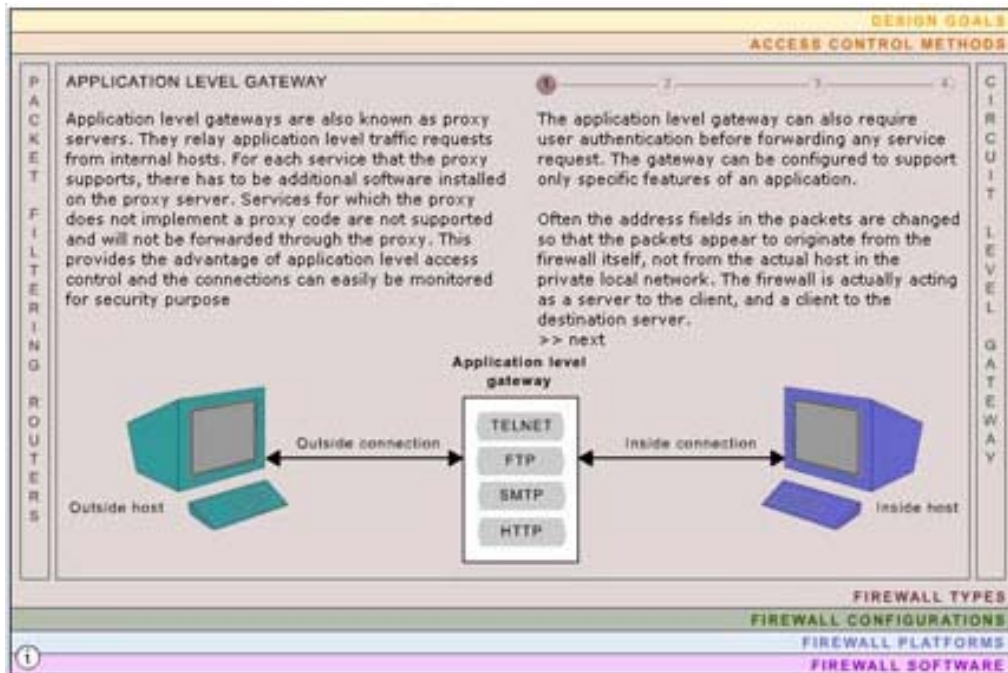 DESIGN GOALS
ACCESS CONTROL METHODS
PACKET FILTERING ROUTERS
APPLICATION LEVEL GATEWAY
1 2 3 4
Application level gateways are also known as proxy
servers. They relay application level traffic requests
from internal hosts. For each service that the proxy
supports, there has to be additional software installed
on the proxy server. Services for which the proxy
does not implement a proxy code are not supported
and will not be forwarded through the proxy. This
provides the advantage of application level access
control and the connections can easily be monitored
for security purpose
The application level gateway can also require
user authentication before forwarding any service
request. The gateway can be configured to support
only specific features of an application.
Often the address fields in the packets are changed
so that the packets appear to originate from the
firewall itself, not from the actual host in the
private local network. The firewall is actually acting
as a server to the client, and a client to the
destination server.
>> next
Application level
gateway
TELNET
FTP
SMTP
HTTP
Outside connection
Inside connection
Outside host
Inside host
CIRCUIT LEVEL GATEWAY
FIREWALL TYPES
FIREWALL CONFIGURATIONS
FIREWALL PLATFORMS
FIREWALL SOFTWARE
i